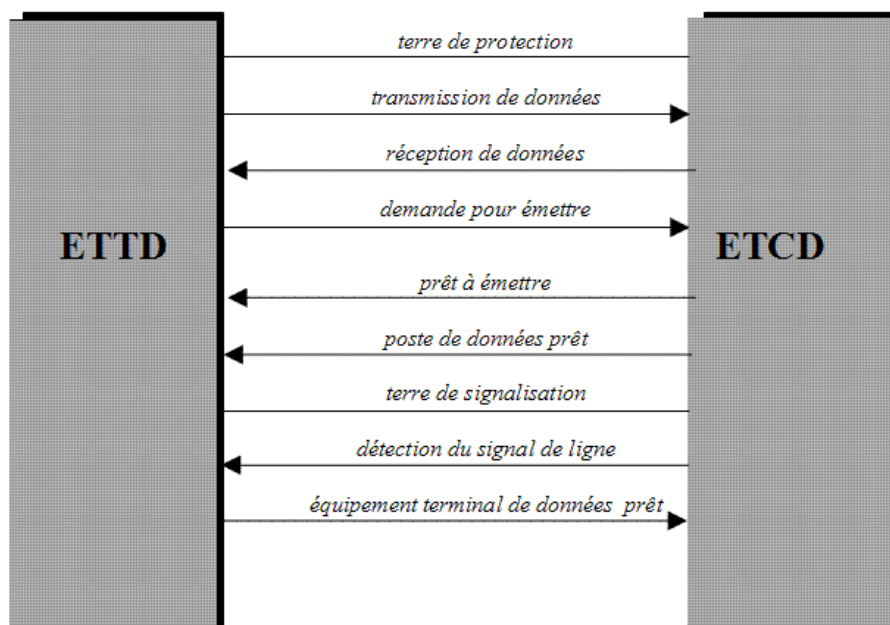 terre de protection
transmission de données
réception de données
demande pour émettre
ETTD
ETCD
prêt à émettre
poste de données prêt
terre de signalisation
détection du signal de ligne
équipement terminal de données prêt